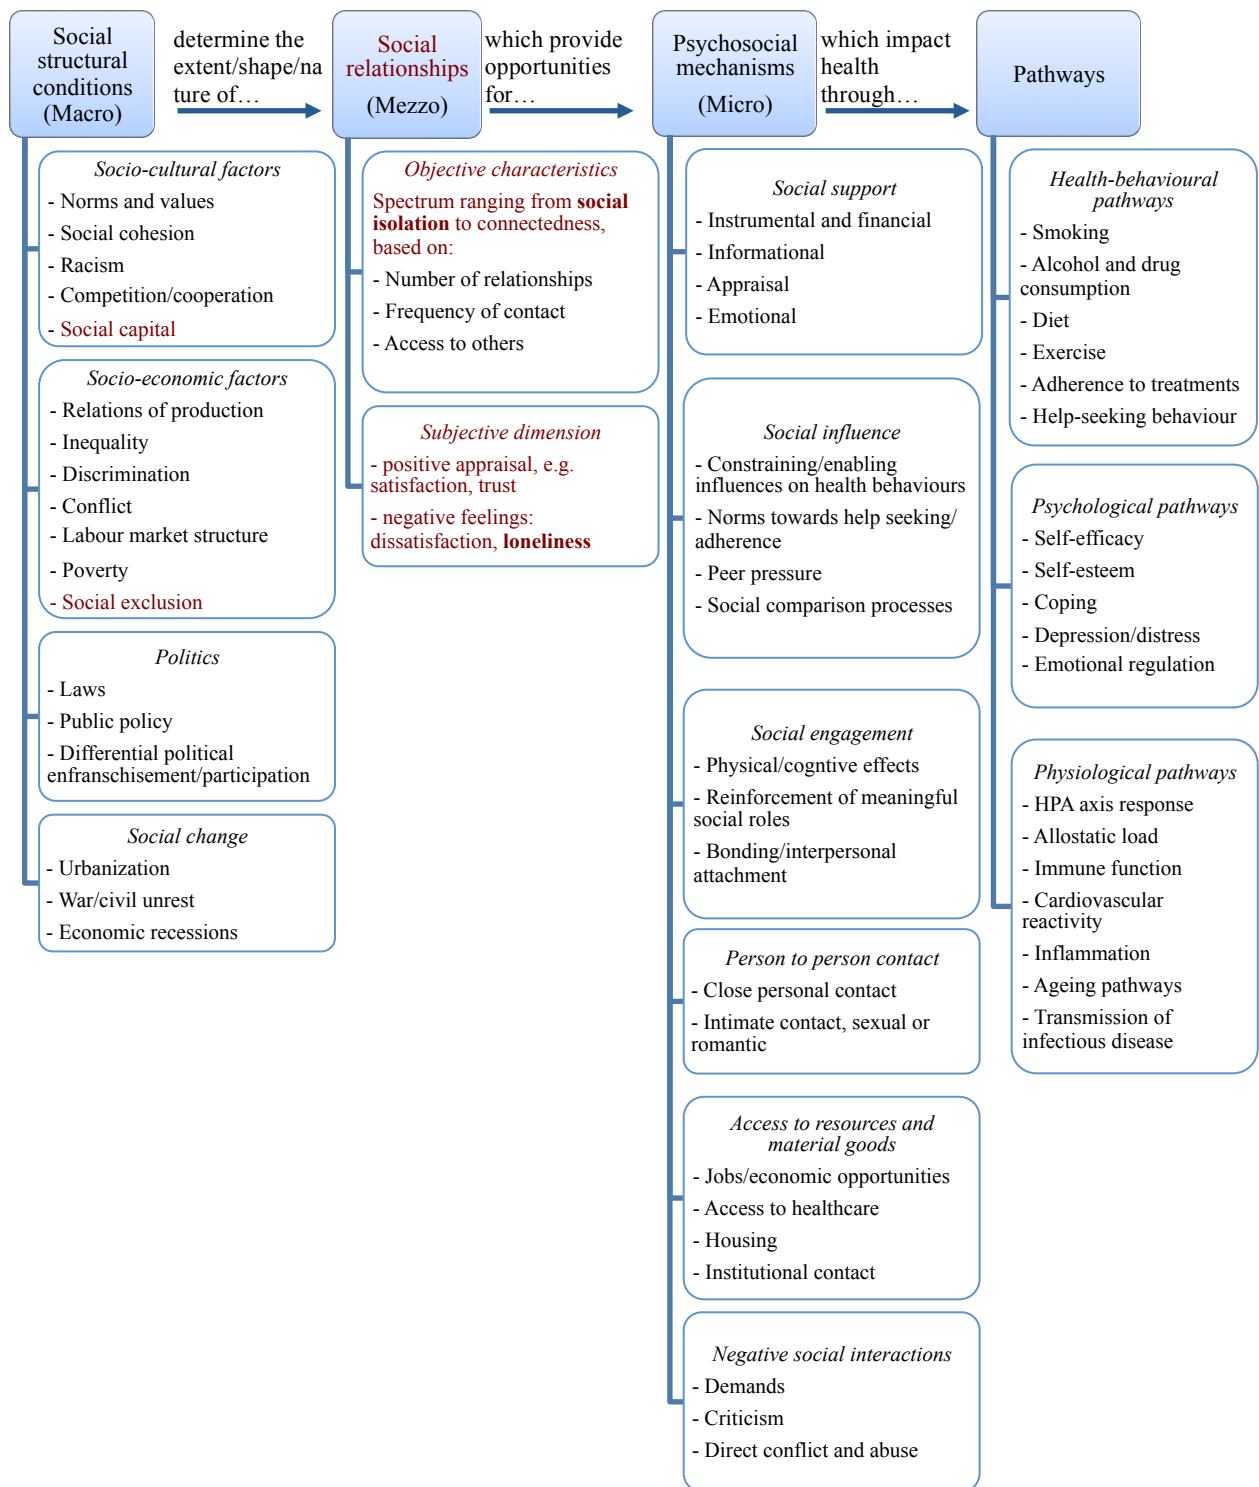 Social
structural
conditions
(Macro)
determine the
extent/shape/na
ture of…
Social
relationships
(Mezzo)
which provide
opportunities
for…
Psychosocial
mechanisms
(Micro)
which impact
health
through…
Pathways
Socio-cultural factors
- Norms and values
- Social cohesion
- Racism
- Competition/cooperation
- Social capital
Socio-economic factors
- Relations of production
- Inequality
- Discrimination
- Conflict
- Labour market structure
- Poverty
- Social exclusion
Politics
- Laws
- Public policy
- Differential political
enfranschisement/participation
Social change
- Urbanization
- War/civil unrest
- Economic recessions
Objective characteristics
Spectrum ranging from social
isolation to connectedness,
based on:
- Number of relationships
- Frequency of contact
- Access to others
Subjective dimension
- positive appraisal, e.g.
satisfaction, trust
- negative feelings:
dissatisfaction, loneliness
Social support
- Instrumental and financial
- Informational
- Appraisal
- Emotional
Social influence
- Constraining/enabling
influences on health behaviours
- Norms towards help seeking/
adherence
- Peer pressure
- Social comparison processes
Social engagement
- Physical/cogntive effects
- Reinforcement of meaningful
social roles
- Bonding/interpersonal
attachment
Person to person contact
- Close personal contact
- Intimate contact, sexual or
romantic
Access to resources and
material goods
- Jobs/economic opportunities
- Access to healthcare
- Housing
- Institutional contact
Negative social interactions
- Demands
- Criticism
- Direct conflict and abuse
Health-behavioural
pathways
- Smoking
- Alcohol and drug
consumption
- Diet
- Exercise
- Adherence to treatments
- Help-seeking behaviour
Psychological pathways
- Self-efficacy
- Self-esteem
- Coping
- Depression/distress
- Emotional regulation
Physiological pathways
- HPA axis response
- Allostatic load
- Immune function
- Cardiovascular
reactivity
- Inflammation
- Ageing pathways
- Transmission of
infectious disease